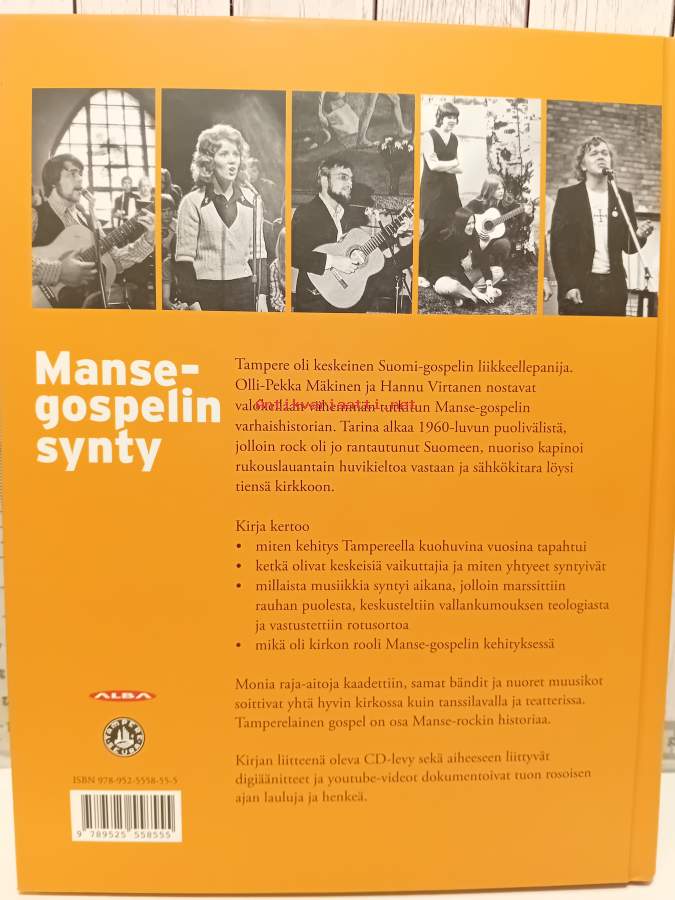 Manse-
gospelin
synty
Tampere oli keskeinen Suomi-gospelin liikkeellepanija.
Olli-Pekka Mäkinen ja Hannu Virtanen nostavat
valokeilaan vähemmän tutkitun Manse-gospelin
Antikvariaatti.net
varhaishistorian. Tarina alkaa 1960-luvun puolivälistä,
jolloin rock oli jo rantautunut Suomeen, nuoriso kapinoi
rukouslauantain huvikieltoa vastaan ja sähkökitara löysi
tiensä kirkkoon.
Kirja kertoo
• miten kehitys Tampereella kuohuvina vuosina tapahtui
• ketkä olivat keskeisiä vaikuttajia ja miten yhtyeet syntyivät
• millaista musiikkia syntyi aikana, jolloin marssittiin
rauhan puolesta, keskusteltiin vallankumouksen teologiasta
ja vastustettiin rotusortoa
• mikä oli kirkon rooli Manse-gospelin kehityksessä
Monia raja-aitoja kaadettiin, samat bändit ja nuoret muusikot
soittivat yhtä hyvin kirkossa kuin tanssilavalla ja teatterissa.
Tamperelainen gospel on osa Manse-rockin historiaa.
Kirjan liitteenä oleva CD-levy sekä aiheeseen liittyvät
digiäänitteet ja youtube-videot dokumentoivat tuon rosoisen
ajan lauluja ja henkeä.
ALBA
TAMPERE
SEURA
ISBN 978-952-5558-55-5
9 789525 558555